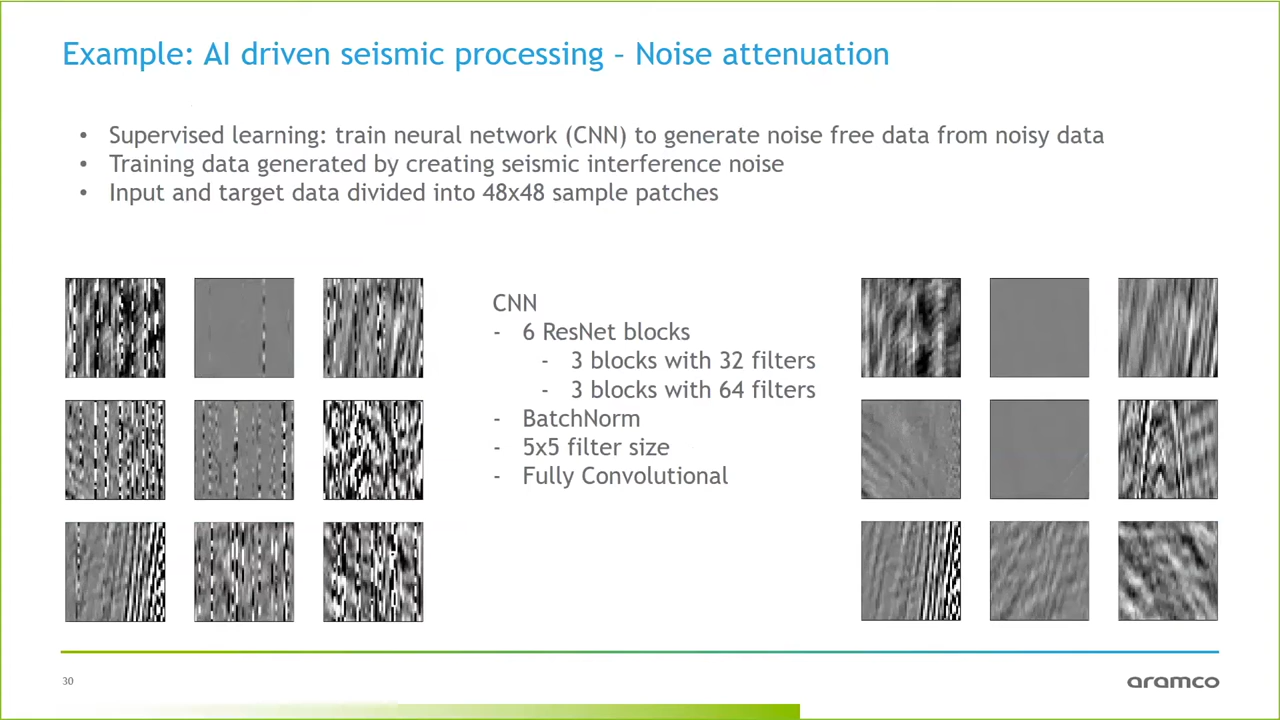 Example: AI driven seismic processing – Noise attenuation
• Supervised learning: train neural network (CNN) to generate noise free data from noisy data
• Training data generated by creating seismic interference noise
• Input and target data divided into 48x48 sample patches
CNN
- 6 ResNet blocks
- 3 blocks with 32 filters
- 3 blocks with 64 filters
- BatchNorm
- 5x5 filter size
- Fully Convolutional
30
aramco